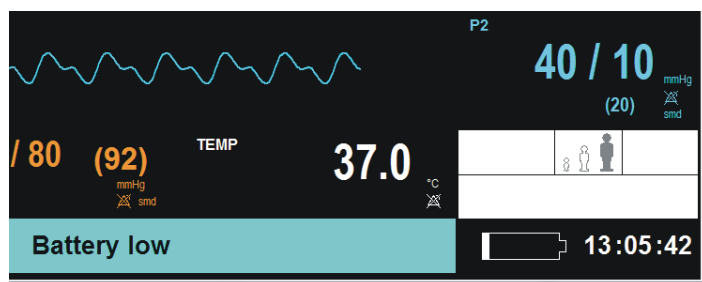 P2
40 / 10
mmHg
(20)
smd
/ 80
(92)
mmHg
smd
TEMP
37.0
°C
Battery low
13:05:42